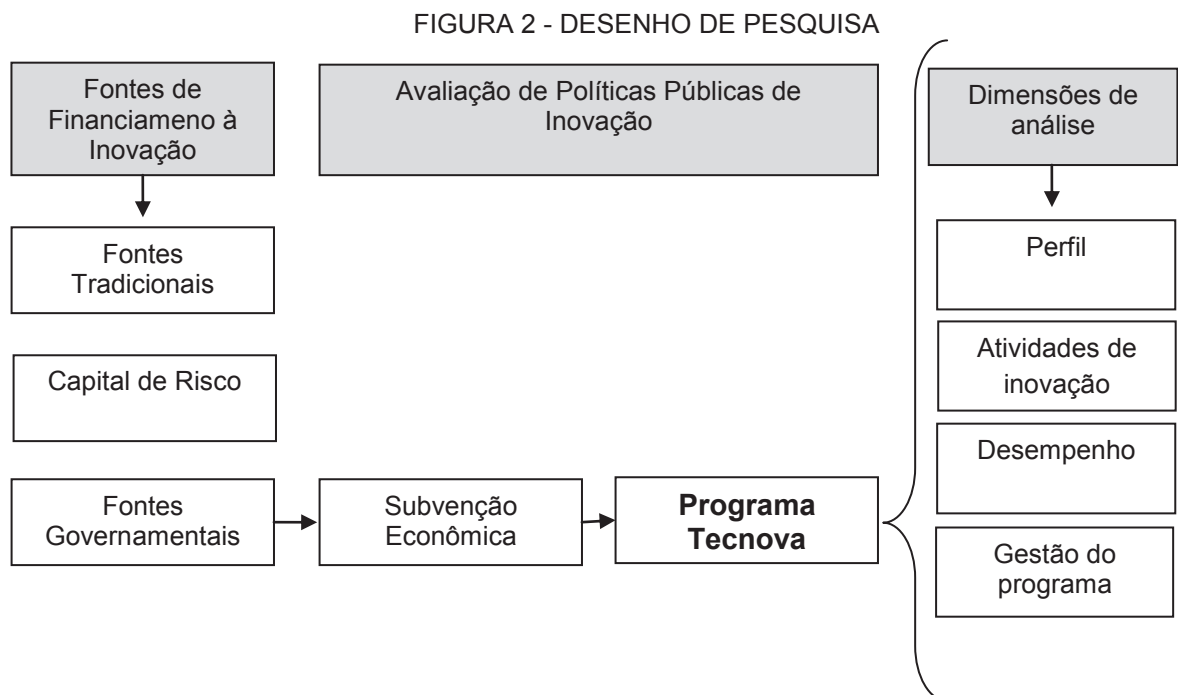 FIGURA 2 - DESENHO DE PESQUISA
Fontes de
Financiameno à
Inovação
Avaliação de Políticas Públicas de
Inovação
Dimensões de
análise
Fontes
Tradicionais
Perfil
Capital de Risco
Atividades de
inovação
Desempenho
Fontes
Governamentais
Subvenção
Econômica
Programa
Tecnova
Gestão do
programa